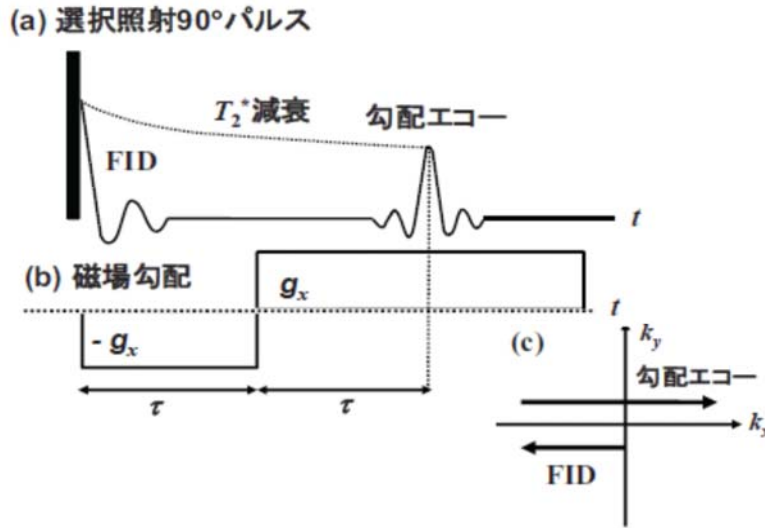 (a) 選択照射90°パルス
T₂*減衰
勾配エコー
FID
t
(b) 磁場勾配
gₓ
t
- gₓ
(c)
k_y
勾配エコー
τ
τ
kₓ
FID